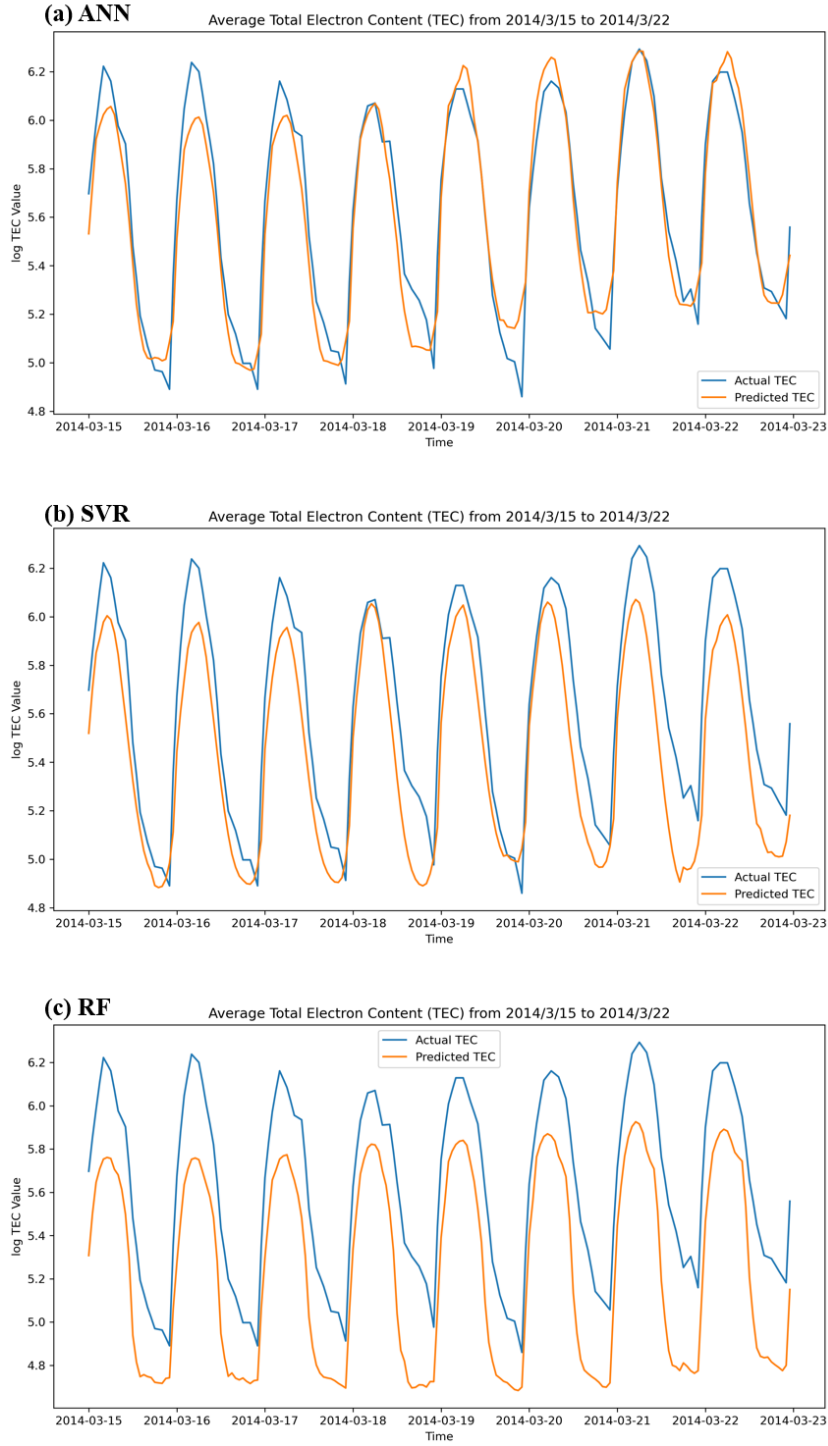 (a) ANN
Average Total Electron Content (TEC) from 2014/3/15 to 2014/3/22
log TEC Value
6.2
6.0
5.8
5.6
5.4
5.2
5.0
4.8
Actual TEC
Predicted TEC
2014-03-15 2014-03-16 2014-03-17 2014-03-18 2014-03-19 2014-03-20 2014-03-21 2014-03-22 2014-03-23
Time
(b) SVR
Average Total Electron Content (TEC) from 2014/3/15 to 2014/3/22
log TEC Value
6.2
6.0
5.8
5.6
5.4
5.2
5.0
4.8
Actual TEC
Predicted TEC
2014-03-15 2014-03-16 2014-03-17 2014-03-18 2014-03-19 2014-03-20 2014-03-21 2014-03-22 2014-03-23
Time
(c) RF
Average Total Electron Content (TEC) from 2014/3/15 to 2014/3/22
Actual TEC
Predicted TEC
log TEC Value
6.2
6.0
5.8
5.6
5.4
5.2
5.0
4.8
2014-03-15 2014-03-16 2014-03-17 2014-03-18 2014-03-19 2014-03-20 2014-03-21 2014-03-22 2014-03-23
Time